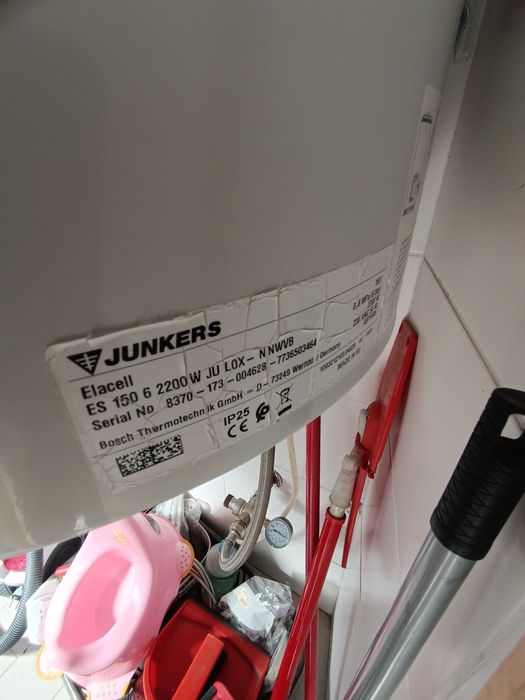 JUNKERS
Elacell
ES 150 6 2200 W JU LOX- NNWVB
Serial No 8370 - 173 - 004628 - 7736503464
Bosch Thermotechnik GmbH - D - 73249 Wernau / Germany
MADE IN EU
IP25
CE